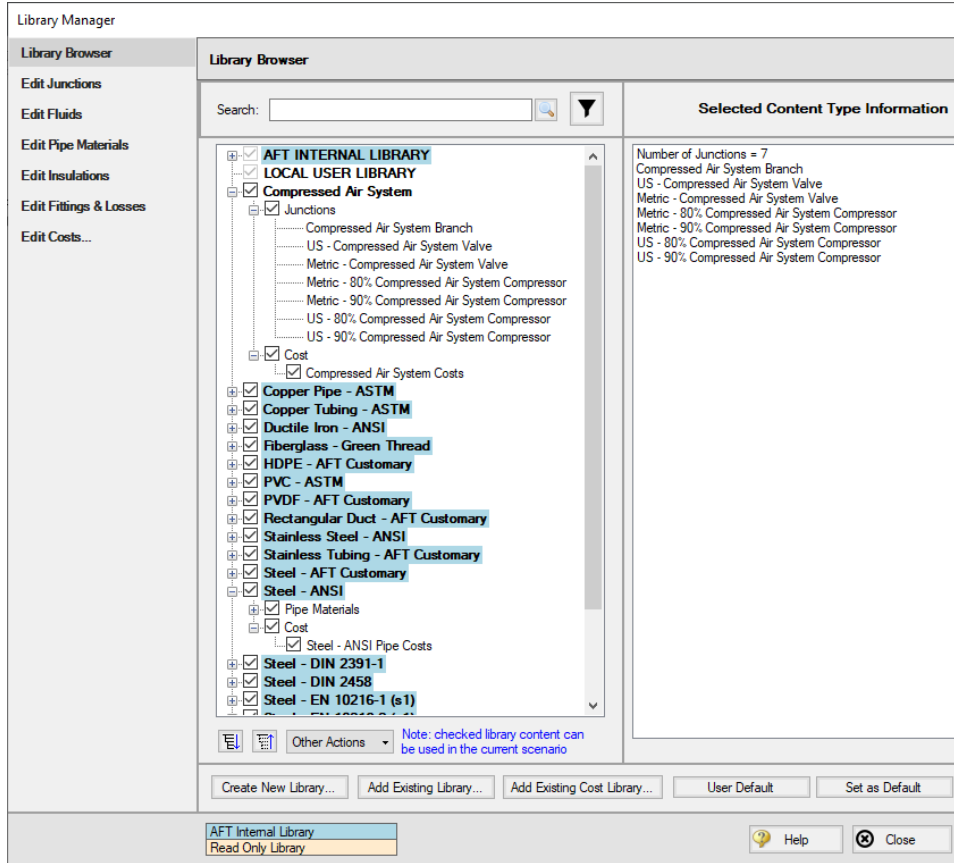 Library Manager
Library Browser
Edit Junctions
Edit Fluids
Edit Pipe Materials
Edit Insulations
Edit Fittings & Losses
Edit Costs...
Library Browser
Search:
AFT INTERNAL LIBRARY
LOCAL USER LIBRARY
Compressed Air System
Junctions
Compressed Air System Branch
US - Compressed Air System Valve
Metric - Compressed Air System Valve
Metric - 80% Compressed Air System Compressor
Metric - 90% Compressed Air System Compressor
US - 80% Compressed Air System Compressor
US - 90% Compressed Air System Compressor
Cost
Compressed Air System Costs
Copper Pipe - ASTM
Copper Tubing - ASTM
Ductile Iron - ANSI
Fiberglass - Green Thread
HDPE - AFT Customary
PVC - ASTM
PVDF - AFT Customary
Rectangular Duct - AFT Customary
Stainless Steel - ANSI
Stainless Tubing - AFT Customary
Steel - AFT Customary
Steel - ANSI
Pipe Materials
Cost
Steel - ANSI Pipe Costs
Steel - DIN 2391-1
Steel - DIN 2458
Steel - EN 10216-1 (s1)
Other Actions
Note: checked library content can
be used in the current scenario
Selected Content Type Information
Number of Junctions = 7
Compressed Air System Branch
US - Compressed Air System Valve
Metric - Compressed Air System Valve
Metric - 80% Compressed Air System Compressor
Metric - 90% Compressed Air System Compressor
US - 80% Compressed Air System Compressor
US - 90% Compressed Air System Compressor
Create New Library...
Add Existing Library...
Add Existing Cost Library...
User Default
Set as Default
AFT Internal Library
Read Only Library
Help
Close